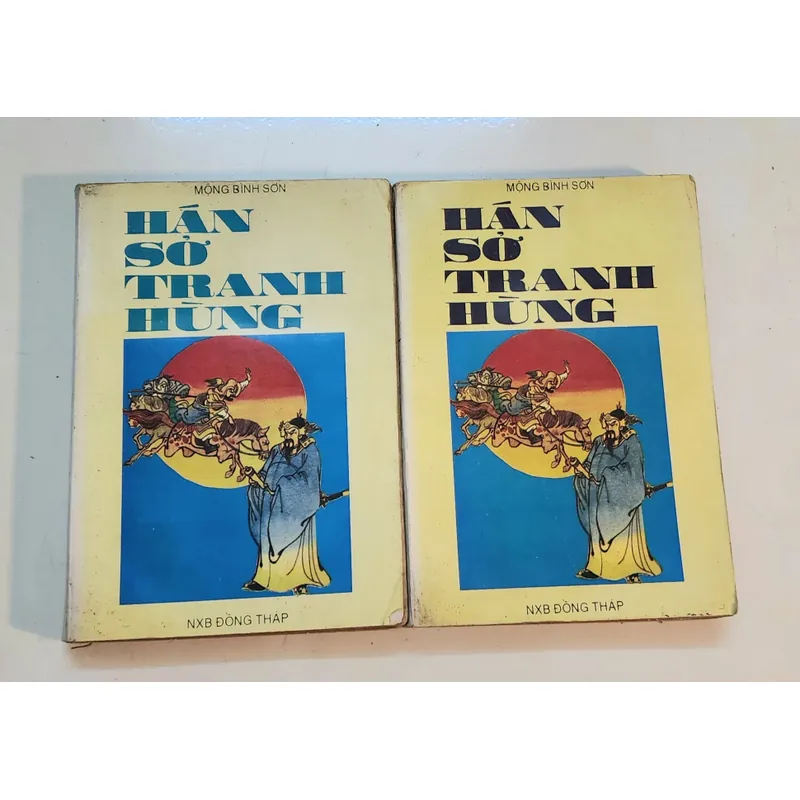 MỘNG BÌNH SƠN
HÁN
SỞ
TRANH
HÙNG
NXB ĐỒNG THÁP
MỘNG BÌNH SƠN
HÁN
SỞ
TRANH
HÙNG
NXB ĐỒNG THÁP